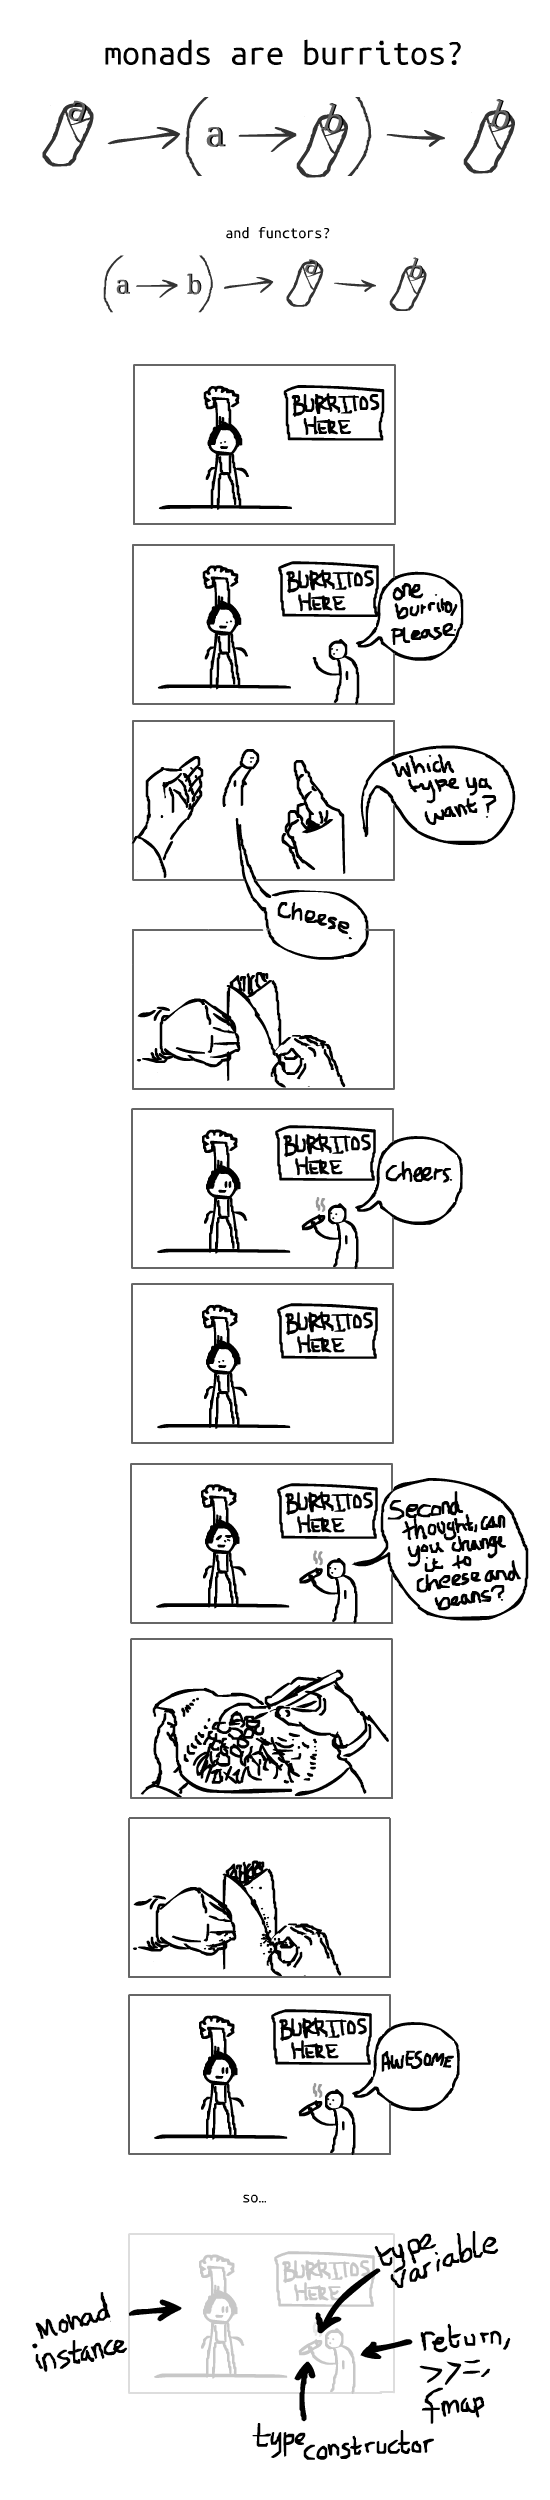 monads are burritos?
a
a
b
b
and functors?
a
b
a
b
BURRITOS
HERE
BURRITOS
HERE
one
burrito,
Please.
Which
type ya
want?
Cheese.
BURRITOS
HERE
Cheers.
BURRITOS
HERE
BURRITOS
HERE
Second
thought, can
you change
it to
cheese and
beans?
BURRITOS
HERE
AWESOME
so...
BURRITOS
HERE
type
variable
Monad
instance
return,
>>=,
fmap
type constructor